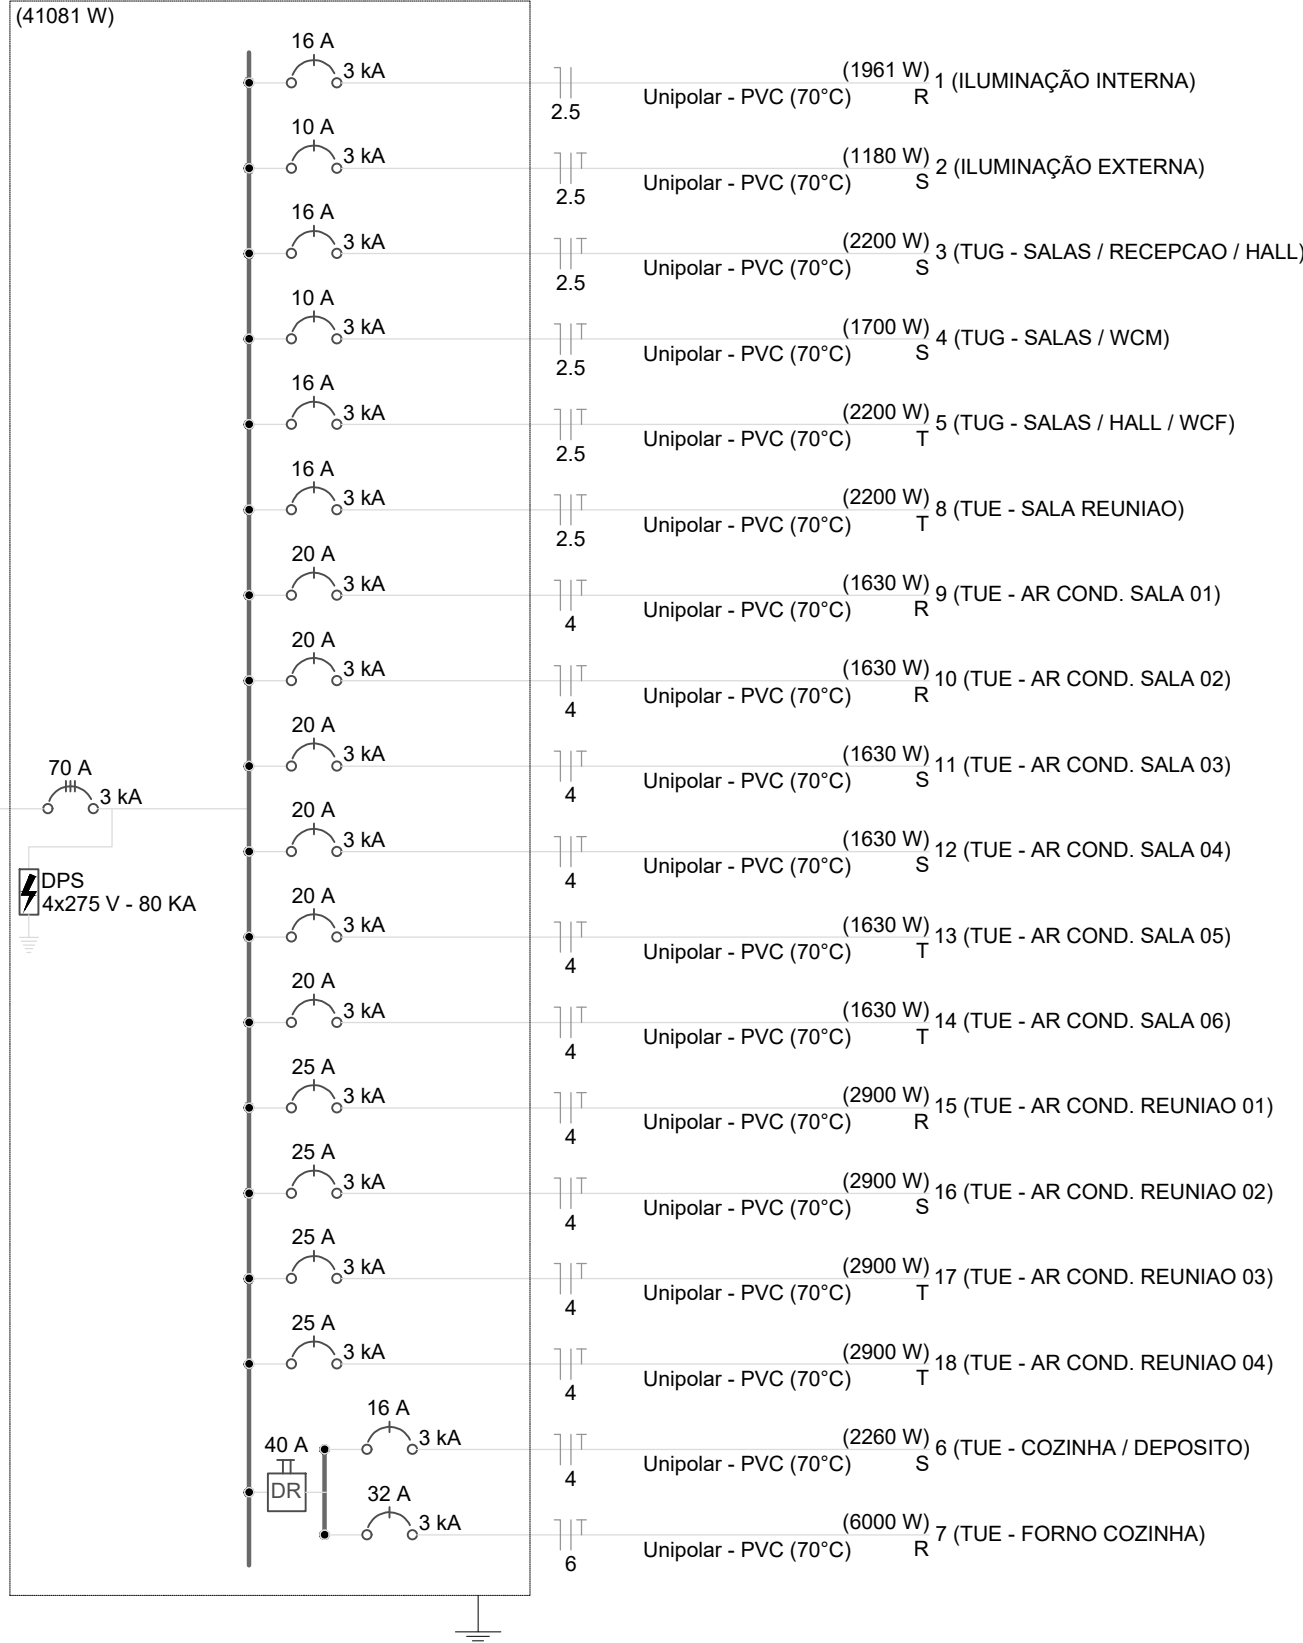 (41081 W)
16 A
3 kA
2.5
Unipolar - PVC (70°C)
(1961 W)
R
1 (ILUMINAÇÃO INTERNA)
10 A
3 kA
2.5
Unipolar - PVC (70°C)
(1180 W)
S
2 (ILUMINAÇÃO EXTERNA)
16 A
3 kA
2.5
Unipolar - PVC (70°C)
(2200 W)
S
3 (TUG - SALAS / RECEPCAO / HALL)
10 A
3 kA
2.5
Unipolar - PVC (70°C)
(1700 W)
S
4 (TUG - SALAS / WCM)
16 A
3 kA
2.5
Unipolar - PVC (70°C)
(2200 W)
T
5 (TUG - SALAS / HALL / WCF)
16 A
3 kA
2.5
Unipolar - PVC (70°C)
(2200 W)
T
8 (TUE - SALA REUNIAO)
20 A
3 kA
4
Unipolar - PVC (70°C)
(1630 W)
R
9 (TUE - AR COND. SALA 01)
20 A
3 kA
4
Unipolar - PVC (70°C)
(1630 W)
R
10 (TUE - AR COND. SALA 02)
20 A
3 kA
4
Unipolar - PVC (70°C)
(1630 W)
S
11 (TUE - AR COND. SALA 03)
70 A
3 kA
20 A
3 kA
4
Unipolar - PVC (70°C)
(1630 W)
S
12 (TUE - AR COND. SALA 04)
DPS
4x275 V - 80 KA
20 A
3 kA
4
Unipolar - PVC (70°C)
(1630 W)
T
13 (TUE - AR COND. SALA 05)
20 A
3 kA
4
Unipolar - PVC (70°C)
(1630 W)
T
14 (TUE - AR COND. SALA 06)
25 A
3 kA
4
Unipolar - PVC (70°C)
(2900 W)
R
15 (TUE - AR COND. REUNIAO 01)
25 A
3 kA
4
Unipolar - PVC (70°C)
(2900 W)
S
16 (TUE - AR COND. REUNIAO 02)
25 A
3 kA
4
Unipolar - PVC (70°C)
(2900 W)
T
17 (TUE - AR COND. REUNIAO 03)
25 A
3 kA
4
Unipolar - PVC (70°C)
(2900 W)
T
18 (TUE - AR COND. REUNIAO 04)
40 A
DR
16 A
3 kA
4
Unipolar - PVC (70°C)
(2260 W)
S
6 (TUE - COZINHA / DEPOSITO)
32 A
3 kA
6
Unipolar - PVC (70°C)
(6000 W)
R
7 (TUE - FORNO COZINHA)